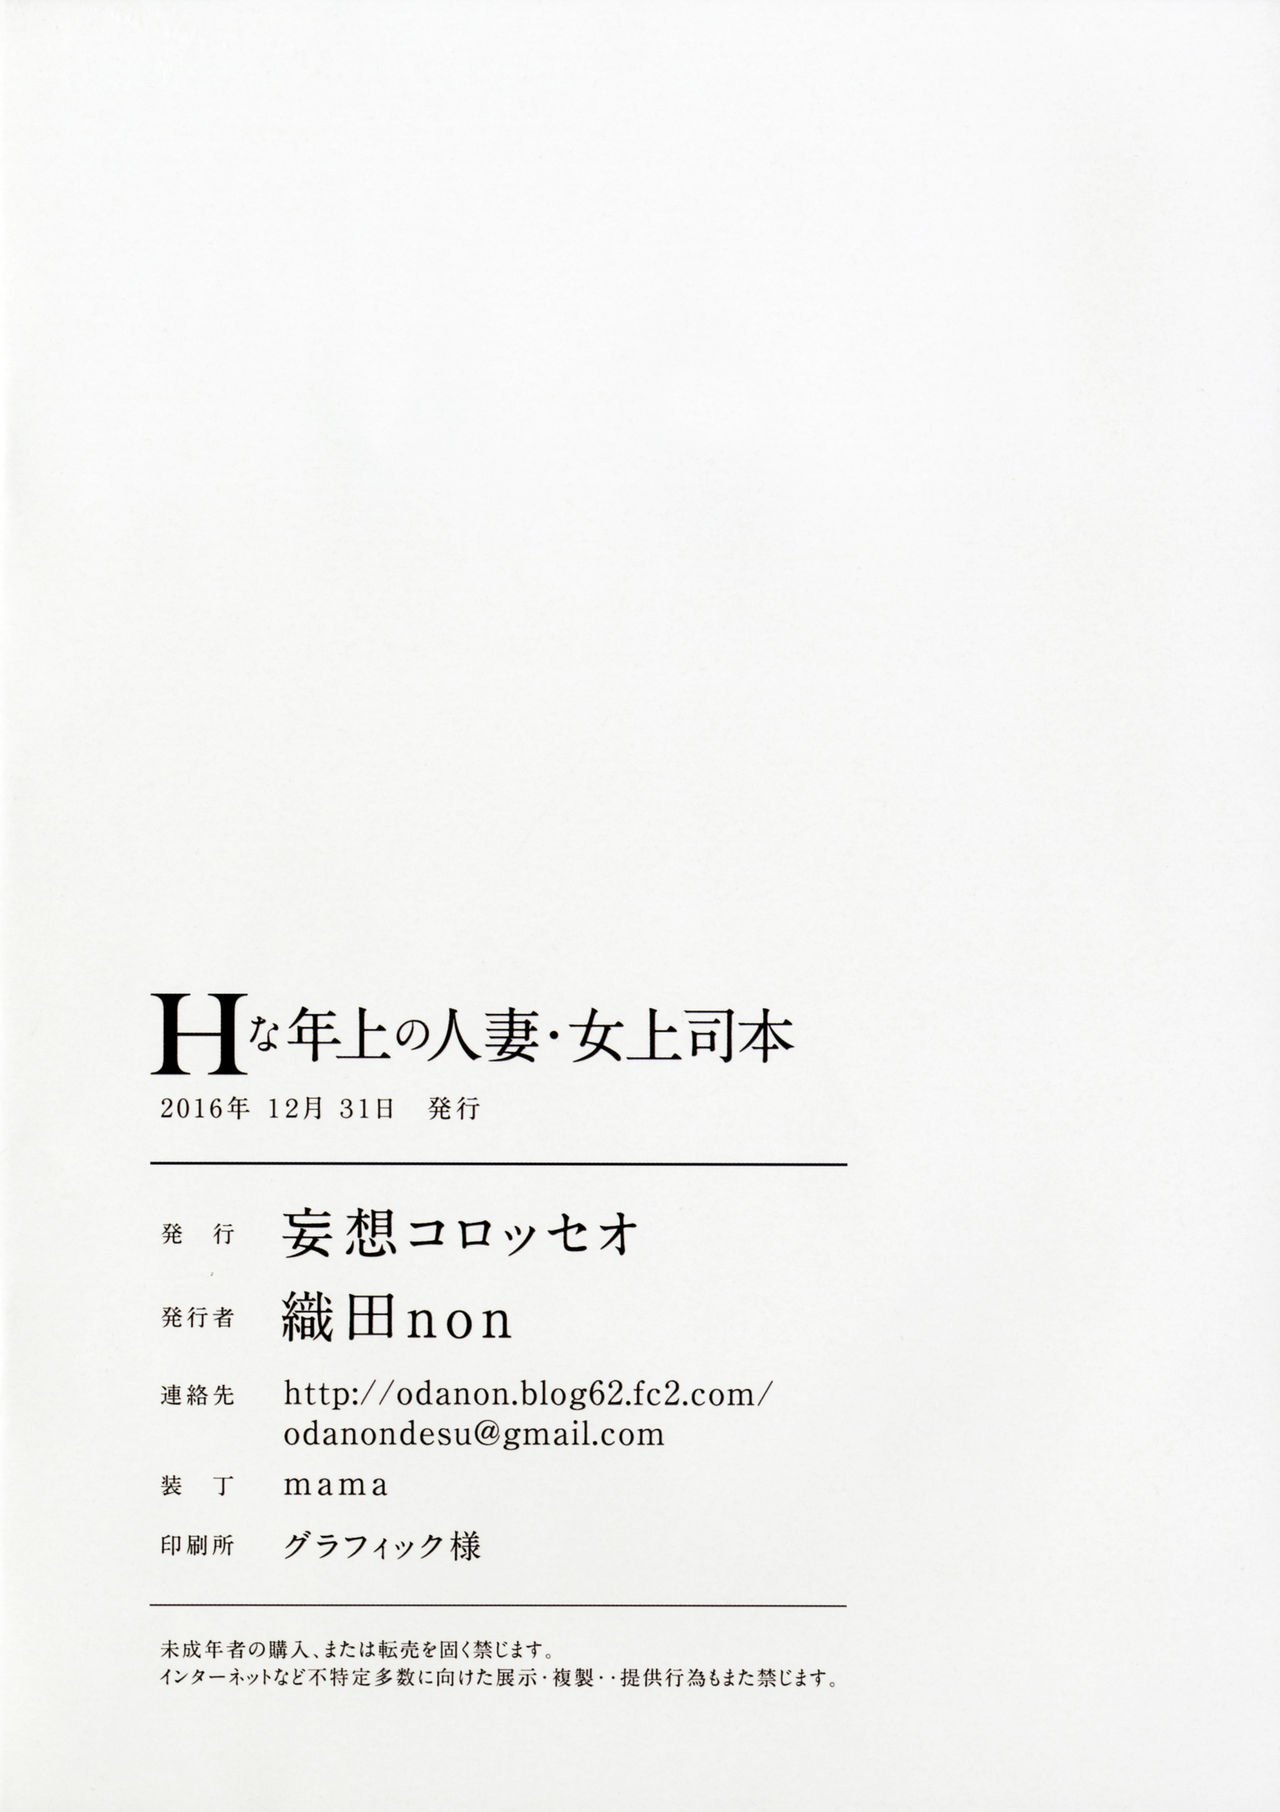 Hな年上の人妻・女上司本
2016年 12月 31日　発行
発　行　妄想コロッセオ
発行者　織田non
連絡先　http://odanon.blog62.fc2.com/
odanondesu@gmail.com
装　丁　mama
印刷所　グラフィック様
未成年者の購入、または転売を固く禁じます。
インターネットなど不特定多数に向けた展示・複製・・提供行為もまた禁じます。